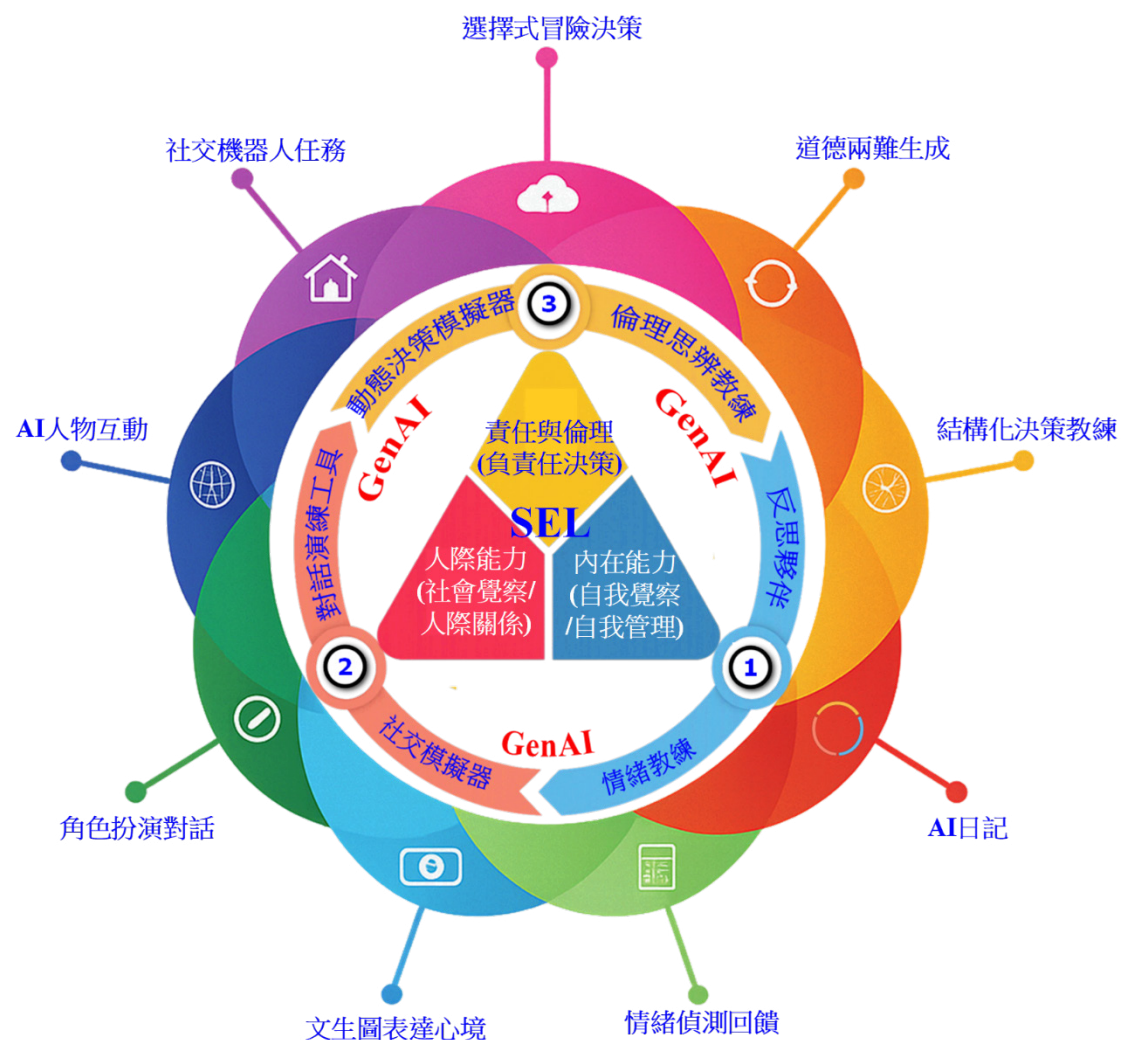 選擇式冒險決策
社交機器人任務
道德兩難生成
3
動態決策模擬器
倫理思辨教練
GenAI
GenAI
AI人物互動
結構化決策教練
責任與倫理
(負責任決策)
SEL
對話演練工具
反思夥伴
人際能力
(社會覺察/
人際關係)
內在能力
(自我覺察
/自我管理)
2
1
社交模擬器
GenAI
情緒教練
角色扮演對話
AI日記
文生圖表達心境
情緒偵測回饋